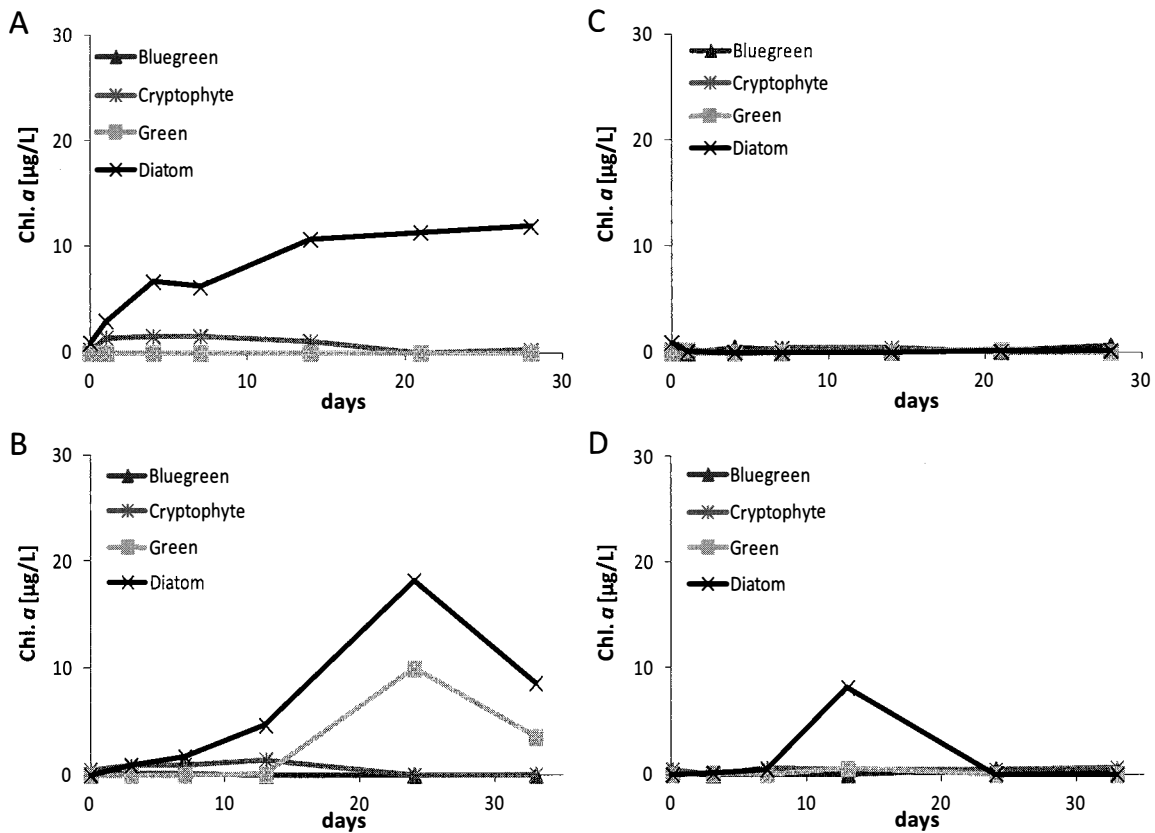 A
30
20
10
0
Chl. a [µg/L]
Bluegreen
Cryptophyte
Green
Diatom
0 10 20 30
days
C
30
20
10
0
Chl. a [µg/L]
Bluegreen
Cryptophyte
Green
Diatom
0 10 20 30
days
B
30
20
10
0
Chl. a [µg/L]
Bluegreen
Cryptophyte
Green
Diatom
0 10 20 30
days
D
30
20
10
0
Chl. a [µg/L]
Bluegreen
Cryptophyte
Green
Diatom
0 10 20 30
days